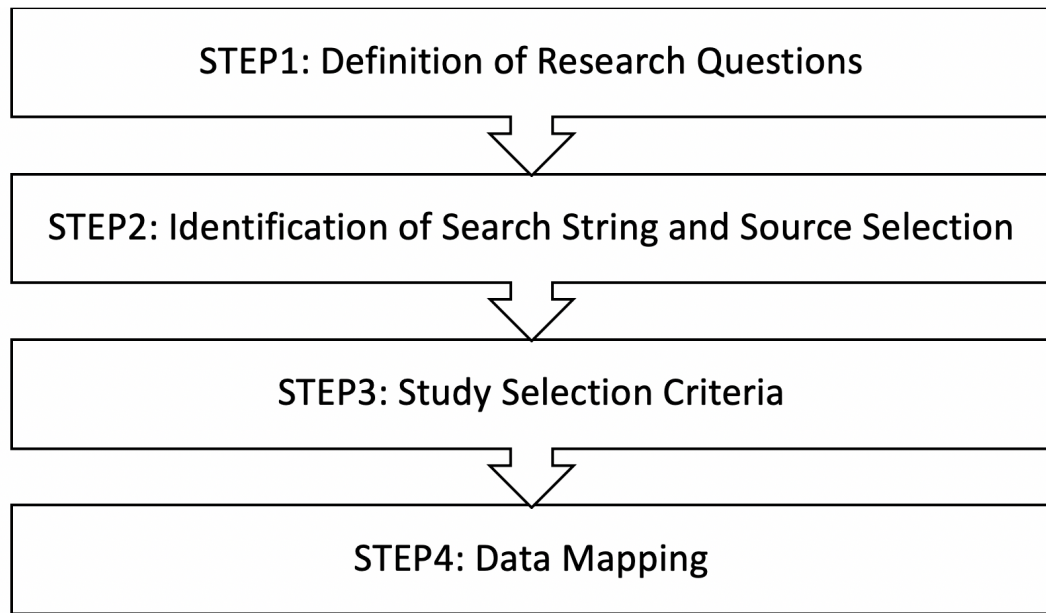 STEP1: Definition of Research Questions
STEP2: Identification of Search String and Source Selection
STEP3: Study Selection Criteria
STEP4: Data Mapping